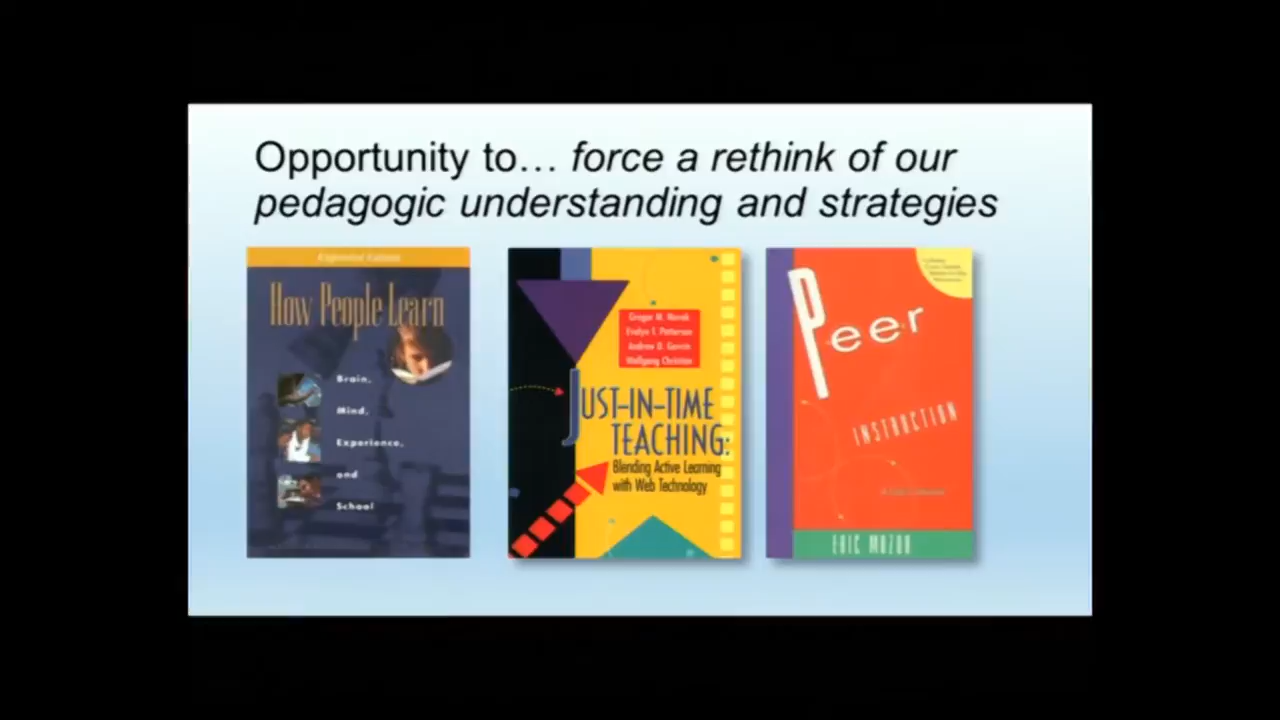 Opportunity to… force a rethink of our
pedagogic understanding and strategies
Expanded Edition
How People Learn
Brain,
Mind,
Experience,
and
School
Gregor M. Novak
Evelyn T. Patterson
Andrew D. Gavrin
Wolfgang Christian
JUST-IN-TIME
TEACHING:
Blending Active Learning
with Web Technology
Peer
INSTRUCTION
ERIC MAZUR